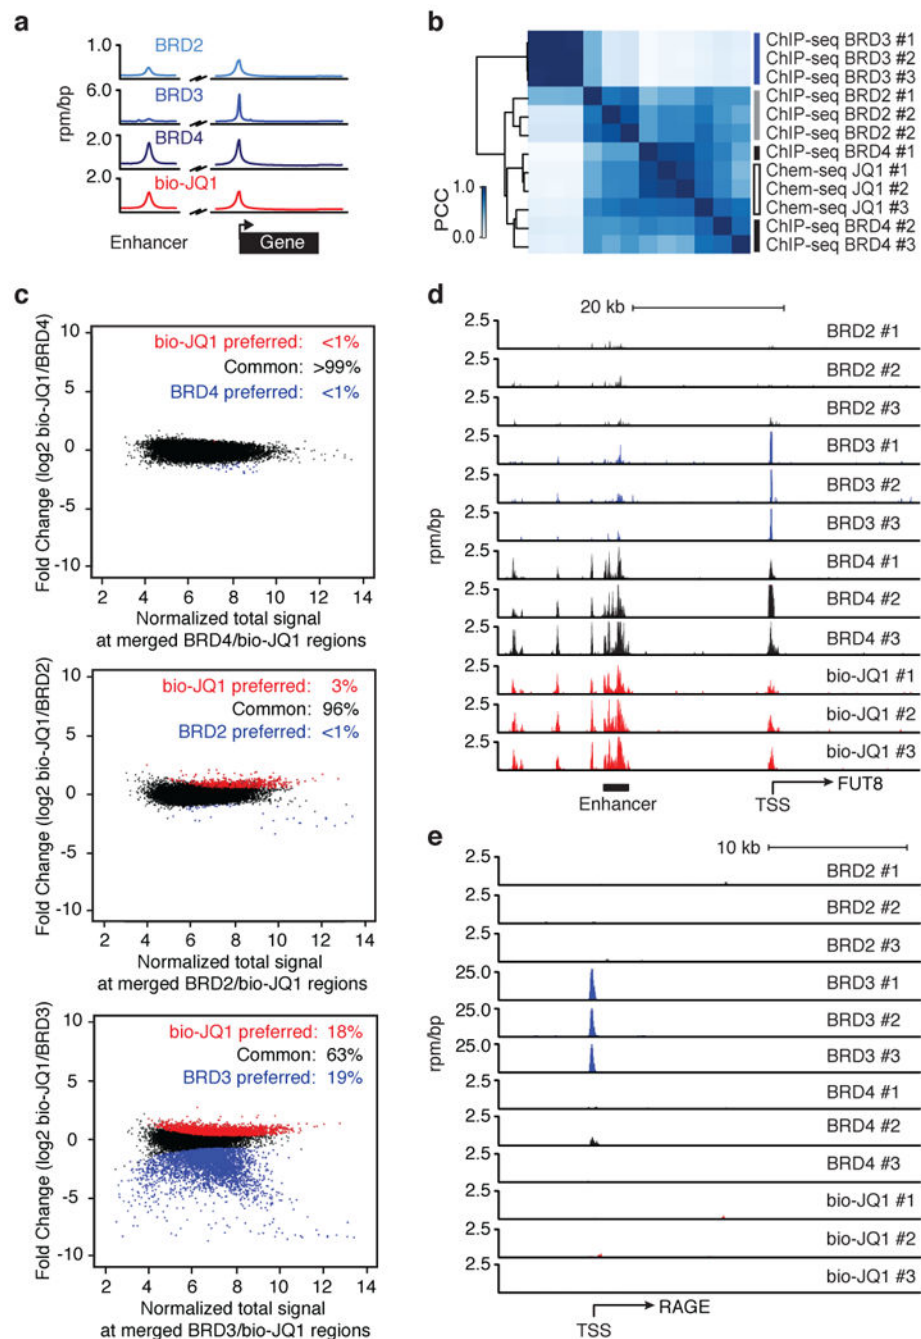 a
1.0
BRD2
6.0
BRD3
2.0
BRD4
2.0
bio-JQ1
rpm/bp
Enhancer
Gene
b
ChIP-seq BRD3 #1
ChIP-seq BRD3 #2
ChIP-seq BRD3 #3
ChIP-seq BRD2 #1
ChIP-seq BRD2 #2
ChIP-seq BRD2 #2
ChIP-seq BRD4 #1
Chem-seq JQ1 #1
Chem-seq JQ1 #2
Chem-seq JQ1 #3
ChIP-seq BRD4 #2
ChIP-seq BRD4 #3
PCC
1.0
0.0
c
Fold Change (log2 bio-JQ1/BRD4)
10
5
0
-5
-10
bio-JQ1 preferred: <1%
Common: >99%
BRD4 preferred: <1%
2 4 6 8 10 12 14
Normalized total signal
at merged BRD4/bio-JQ1 regions
Fold Change (log2 bio-JQ1/BRD2)
10
5
0
-5
-10
bio-JQ1 preferred: 3%
Common: 96%
BRD2 preferred: <1%
2 4 6 8 10 12 14
Normalized total signal
at merged BRD2/bio-JQ1 regions
Fold Change (log2 bio-JQ1/BRD3)
10
5
0
-5
-10
bio-JQ1 preferred: 18%
Common: 63%
BRD3 preferred: 19%
2 4 6 8 10 12 14
Normalized total signal
at merged BRD3/bio-JQ1 regions
d
20 kb
rpm/bp
2.5 BRD2 #1
2.5 BRD2 #2
2.5 BRD2 #3
2.5 BRD3 #1
2.5 BRD3 #2
2.5 BRD3 #3
2.5 BRD4 #1
2.5 BRD4 #2
2.5 BRD4 #3
2.5 bio-JQ1 #1
2.5 bio-JQ1 #2
2.5 bio-JQ1 #3
Enhancer
TSS
FUT8
e
10 kb
rpm/bp
2.5 BRD2 #1
2.5 BRD2 #2
2.5 BRD2 #3
25.0 BRD3 #1
25.0 BRD3 #2
25.0 BRD3 #3
2.5 BRD4 #1
2.5 BRD4 #2
2.5 BRD4 #3
2.5 bio-JQ1 #1
2.5 bio-JQ1 #2
2.5 bio-JQ1 #3
TSS
RAGE